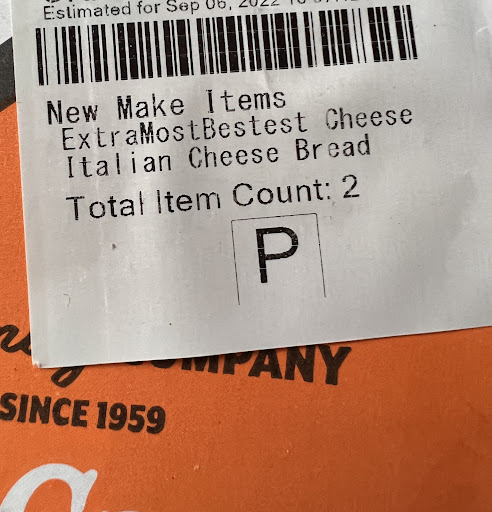 Estimated for Sep 06, 2022
New Make Items
ExtraMostBestest Cheese
Italian Cheese Bread
Total Item Count: 2
P
COMPANY
SINCE 1959